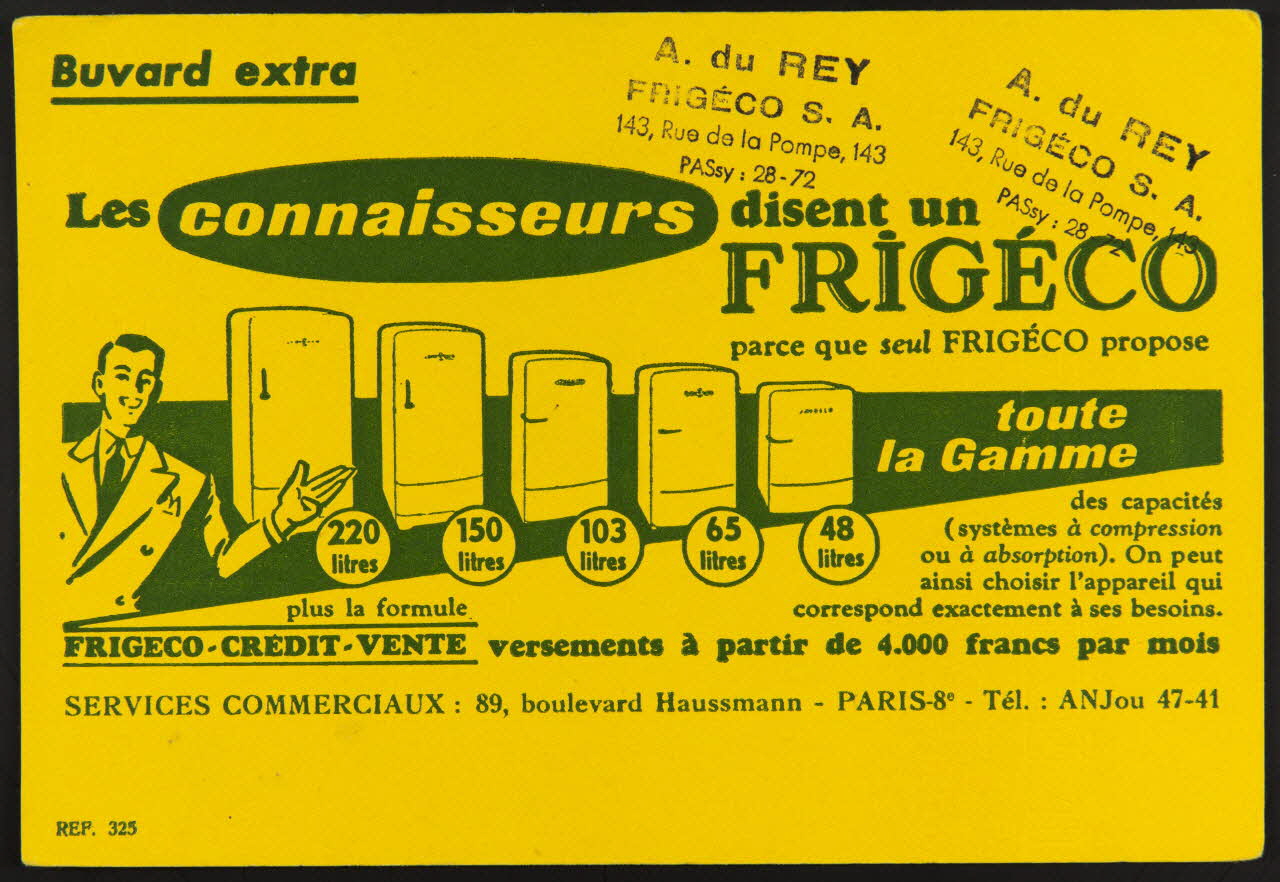 Buvard extra
A. du REY
FRIGÉCO S. A.
143, Rue de la Pompe, 143
PASsy : 28-72
A. du REY
FRIGÉCO S. A.
143, Rue de la Pompe, 143
PASsy : 28-72
Les connaisseurs disent un
FRIGÉCO
parce que seul FRIGÉCO propose
toute
la Gamme
des capacités
(systèmes à compression
ou à absorption). On peut
ainsi choisir l'appareil qui
correspond exactement à ses besoins.
220
litres
150
litres
103
litres
65
litres
48
litres
plus la formule
FRIGECO-CRÉDIT-VENTE versements à partir de 4.000 francs par mois
SERVICES COMMERCIAUX : 89, boulevard Haussmann - PARIS-8e - Tél. : ANJou 47-41
REF. 325